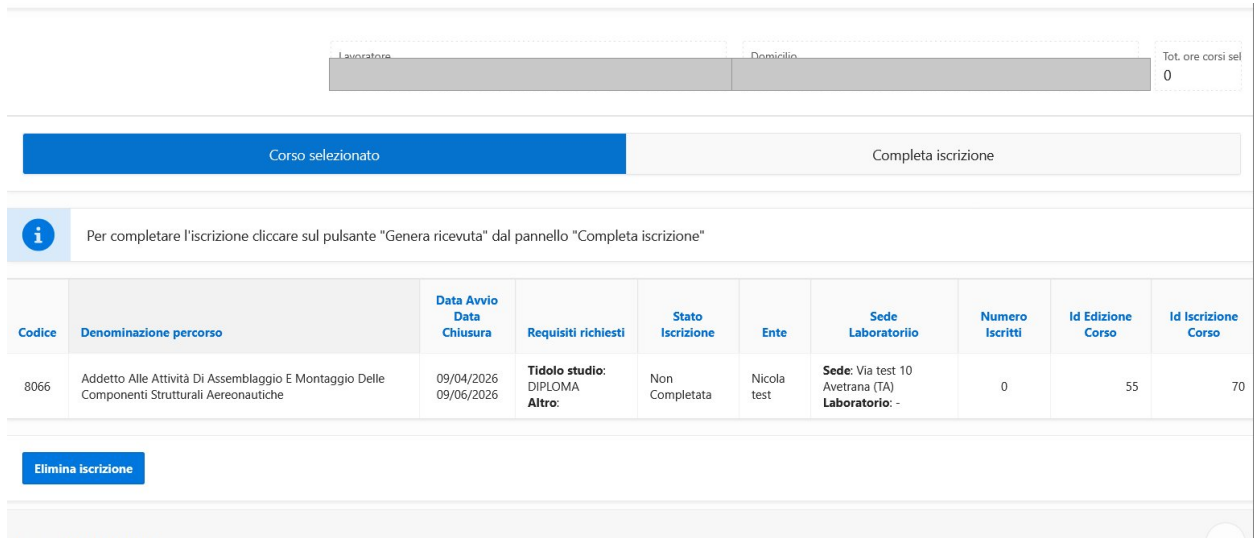 Lavoratore
Domicilio
Tot. ore corsi sel
0
Corso selezionato
Completa iscrizione
Per completare l'iscrizione cliccare sul pulsante "Genera ricevuta" dal pannello "Completa iscrizione"
Codice
Denominazione percorso
Data Avvio
Data
Chiusura
Requisiti richiesti
Stato
Iscrizione
Ente
Sede
Laboratoriio
Numero
Iscritti
Id Edizione
Corso
Id Iscrizione
Corso
8066
Addetto Alle Attività Di Assemblaggio E Montaggio Delle
Componenti Strutturali Aereonautiche
09/04/2026
09/06/2026
Tidolo studio:
DIPLOMA
Altro:
Non
Completata
Nicola
test
Sede: Via test 10
Avetrana (TA)
Laboratorio: -
0
55
70
Elimina iscrizione